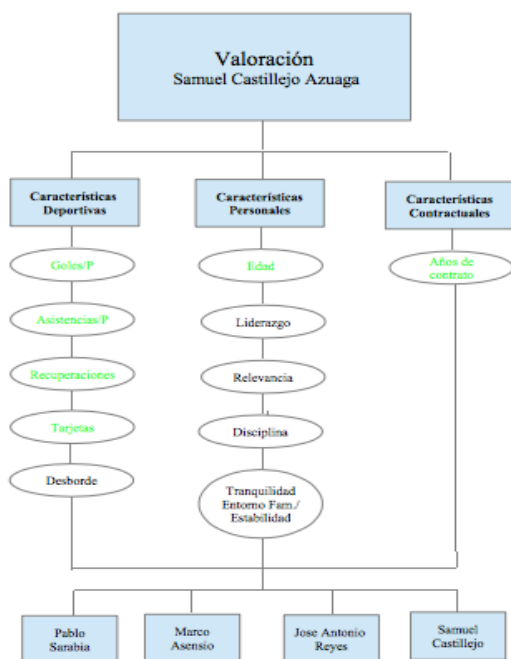 Valoración
Samuel Castillejo Azuaga
Características
Deportivas
Goles/P
Asistencias/P
Recuperaciones
Tarjetas
Desborde
Características
Personales
Edad
Liderazgo
Relevancia
Disciplina
Tranquilidad
Entorno Fam./
Estabilidad
Características
Contractuales
Años de
contrato
Pablo
Sarabia
Marco
Asensio
Jose Antonio
Reyes
Samuel
Castillejo